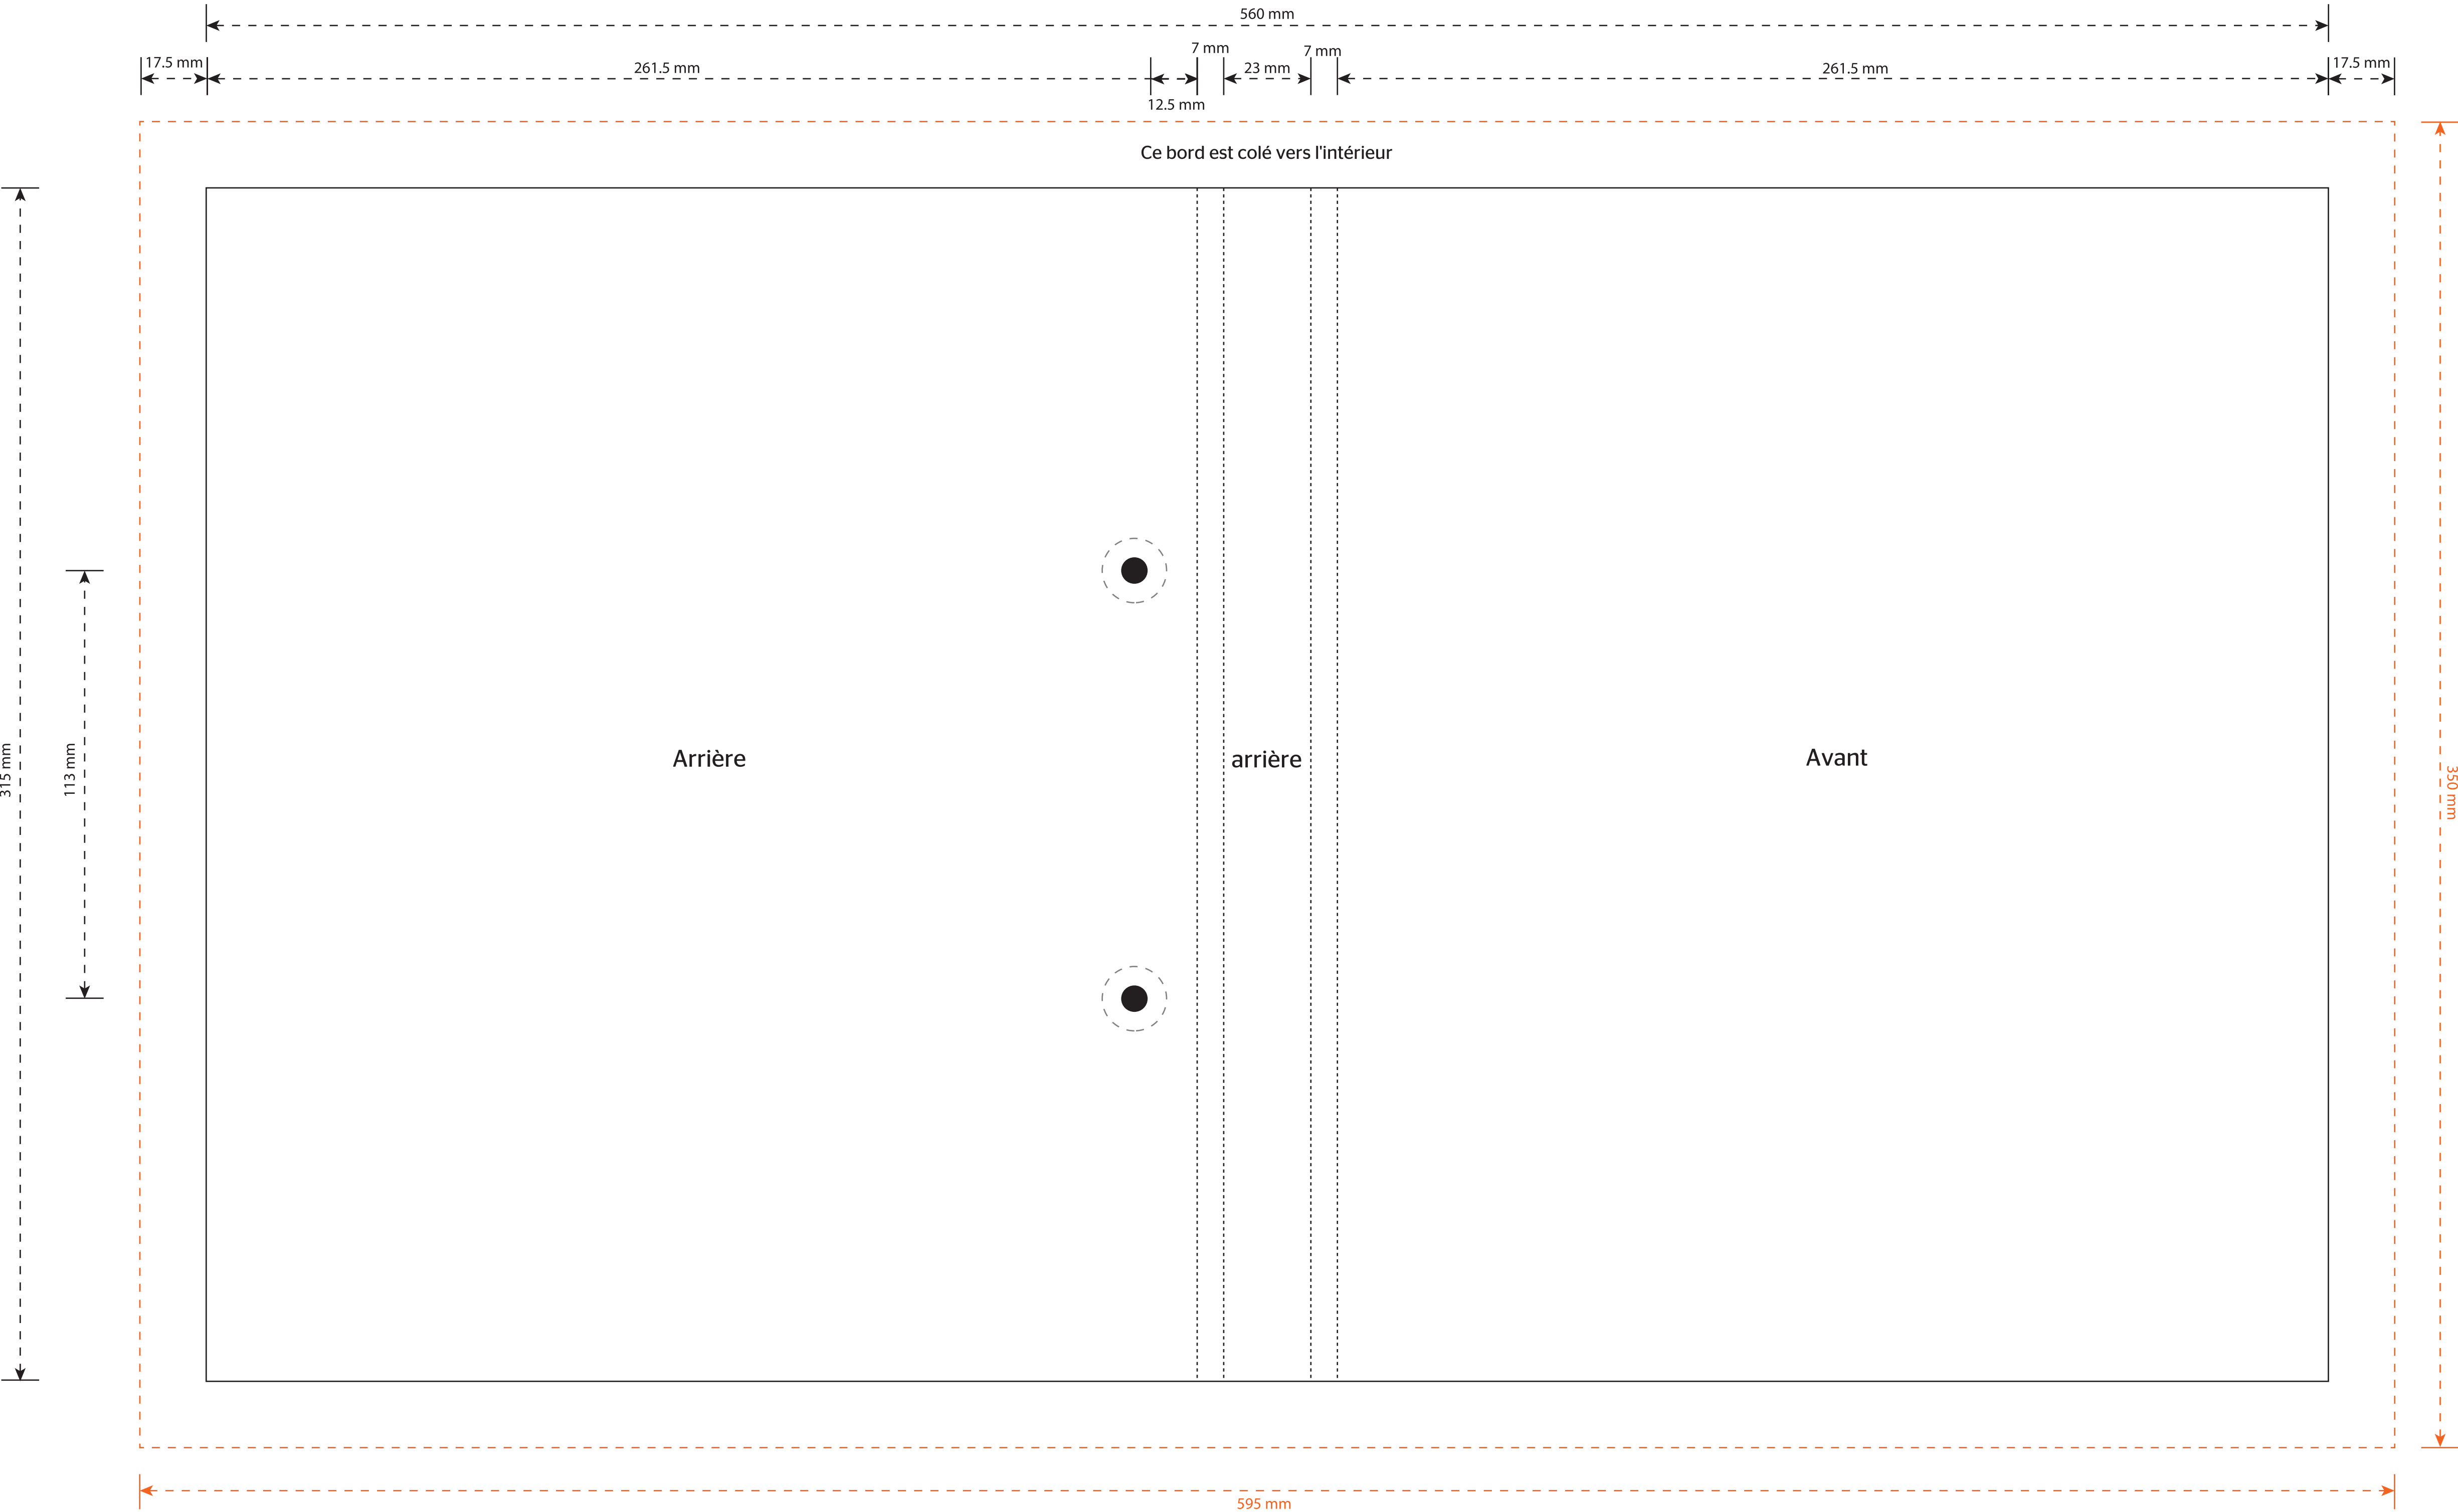 560 mm
7 mm
7 mm
17.5 mm
261.5 mm
23 mm
261.5 mm
17.5 mm
12.5 mm
Ce bord est colé vers l'intérieur
315 mm
113 mm
Arrière
arrière
Avant
350 mm
595 mm